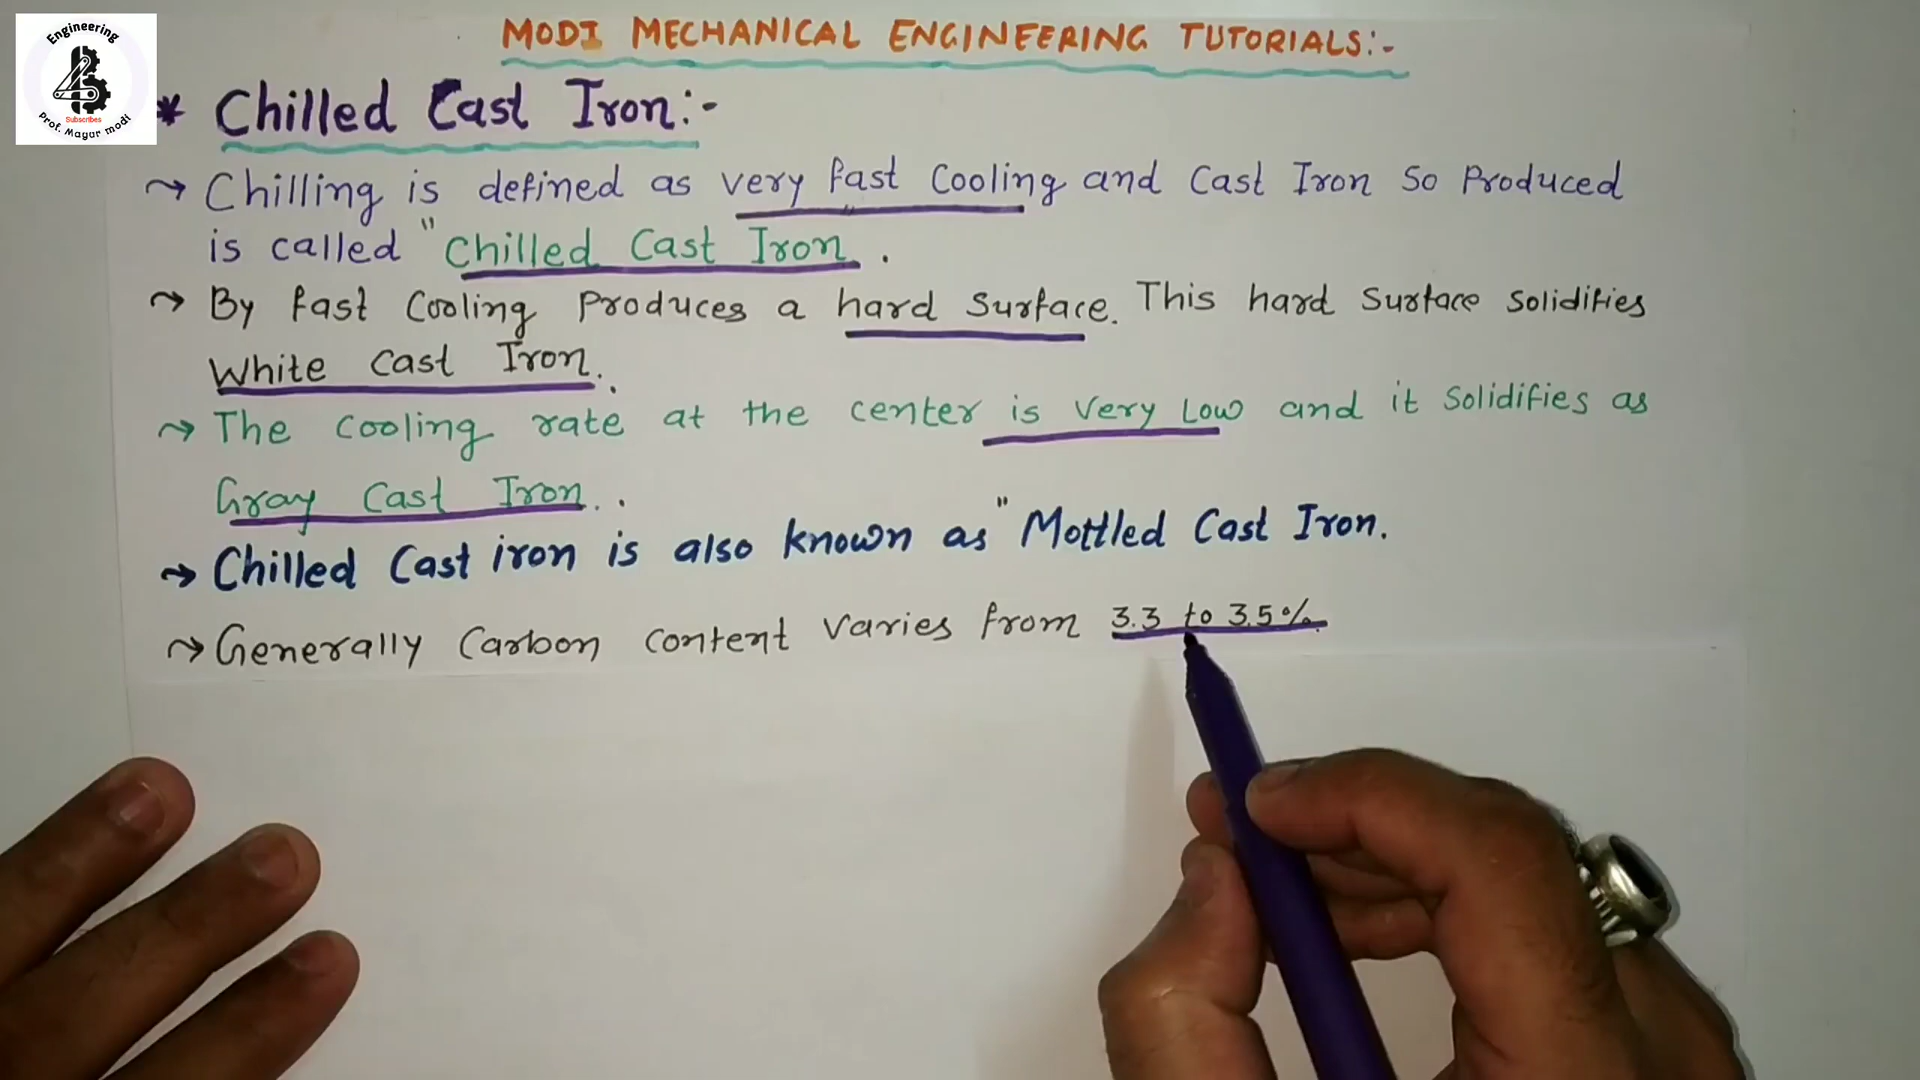 Engineering
Subscribes
Prof. Mayur modi
MODI MECHANICAL ENGINEERING TUTORIALS:-
* Chilled Cast Iron:-
~> Chilling is defined as very fast cooling and Cast Iron so Produced
is called "Chilled Cast Iron.
~> By fast Cooling Produces a hard Surface. This hard Surface Solidifies
White Cast Iron.
~> The cooling rate at the center is very Low and it Solidifies as
Gray Cast Iron.
→ Chilled Cast iron is also known as "Mottled Cast Iron.
~> Generally Carbon content varies from 3.3 to 3.5%.